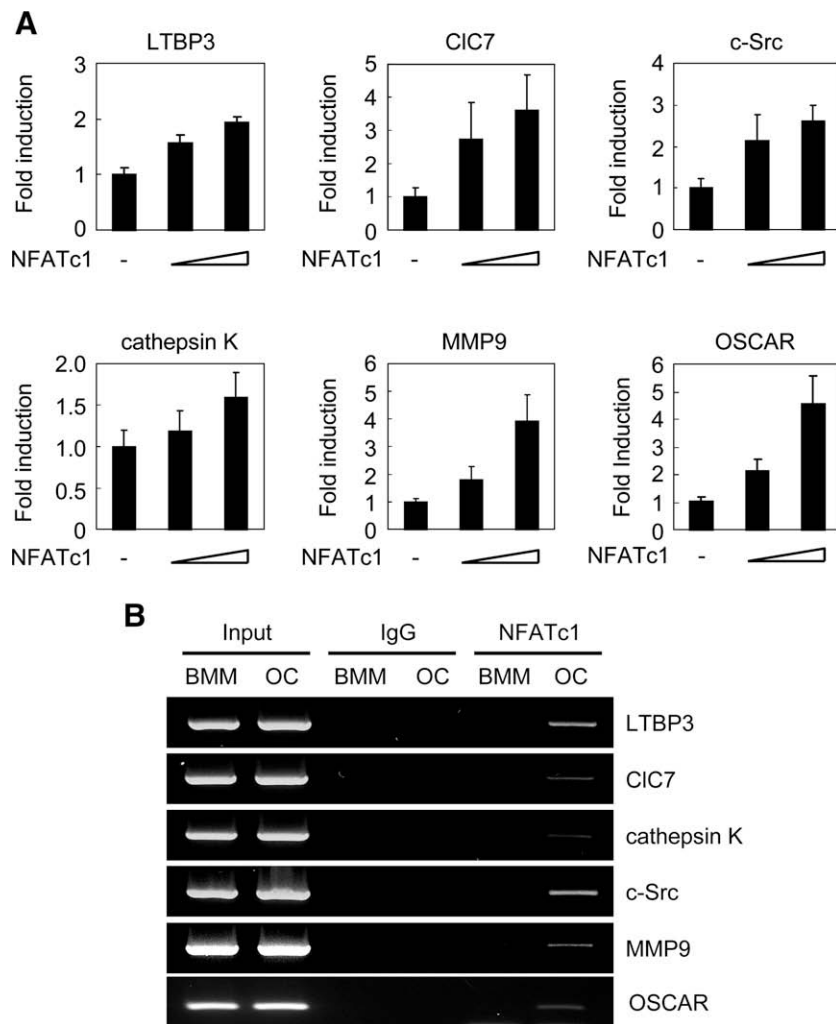 A
LTBP3
Fold induction
3
2
1
0
NFATc1 -
ClC7
Fold induction
5
4
3
2
1
0
NFATc1 -
c-Src
Fold induction
4
3
2
1
0
NFATc1 -
cathepsin K
Fold induction
2.0
1.5
1.0
0.5
0
NFATc1 -
MMP9
Fold induction
6
5
4
3
2
1
0
NFATc1 -
OSCAR
Fold Induction
6
5
4
3
2
1
0
NFATc1 -
B
Input IgG NFATc1
BMM OC BMM OC BMM OC
LTBP3
ClC7
cathepsin K
c-Src
MMP9
OSCAR